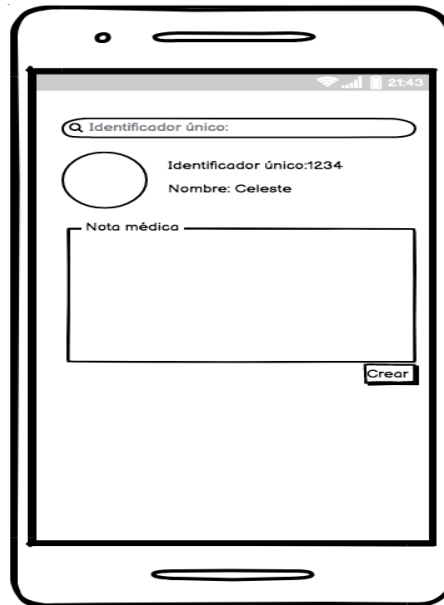 21:43
Identificador único:
Identificador único:1234
Nombre: Celeste
Nota médica
Crear